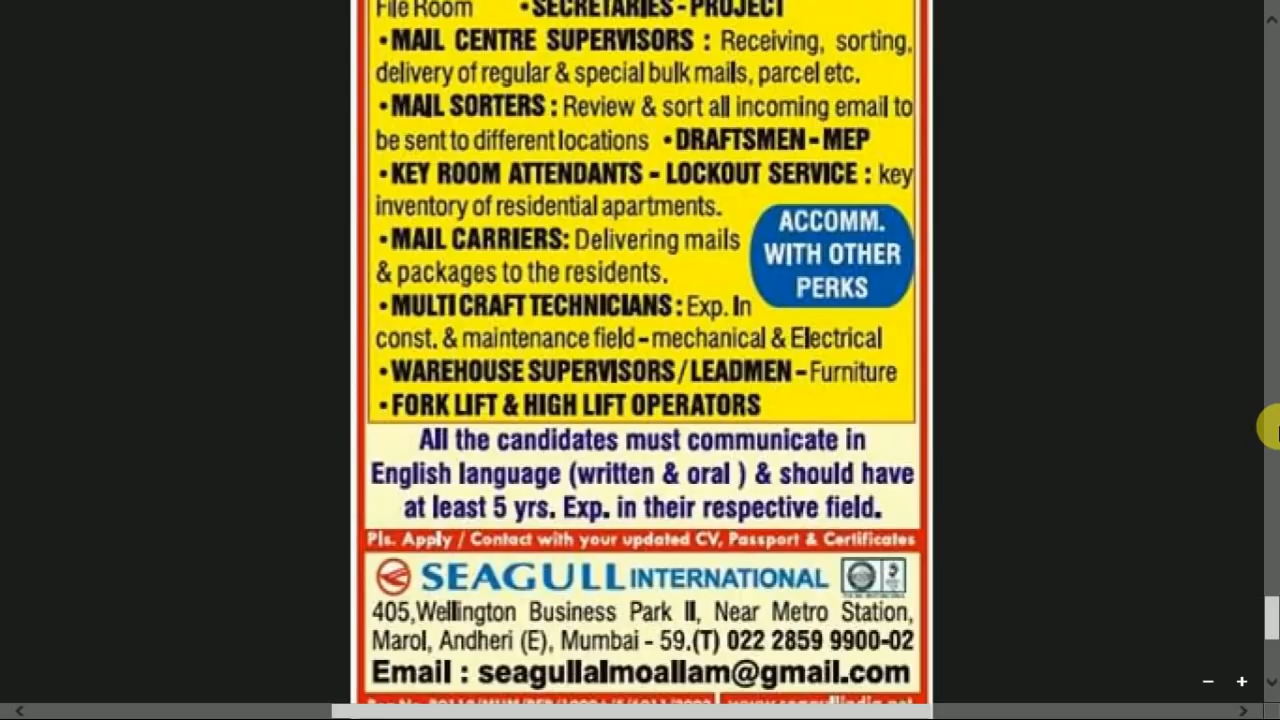 File Room • SECRETARIES - PROJECT
• MAIL CENTRE SUPERVISORS : Receiving, sorting,
delivery of regular & special bulk mails, parcel etc.
• MAIL SORTERS : Review & sort all incoming email to
be sent to different locations • DRAFTSMEN - MEP
• KEY ROOM ATTENDANTS - LOCKOUT SERVICE : key
inventory of residential apartments.
• MAIL CARRIERS: Delivering mails
& packages to the residents.
ACCOMM.
WITH OTHER
PERKS
• MULTI CRAFT TECHNICIANS : Exp. In
const. & maintenance field - mechanical & Electrical
• WAREHOUSE SUPERVISORS / LEADMEN - Furniture
• FORK LIFT & HIGH LIFT OPERATORS
All the candidates must communicate in
English language (written & oral ) & should have
at least 5 yrs. Exp. in their respective field.
Pls. Apply / Contact with your updated CV, Passport & Certificates
SEAGULL INTERNATIONAL
405,Wellington Business Park II, Near Metro Station,
Marol, Andheri (E), Mumbai - 59.(T) 022 2859 9900-02
Email : seagullalmoallam@gmail.com